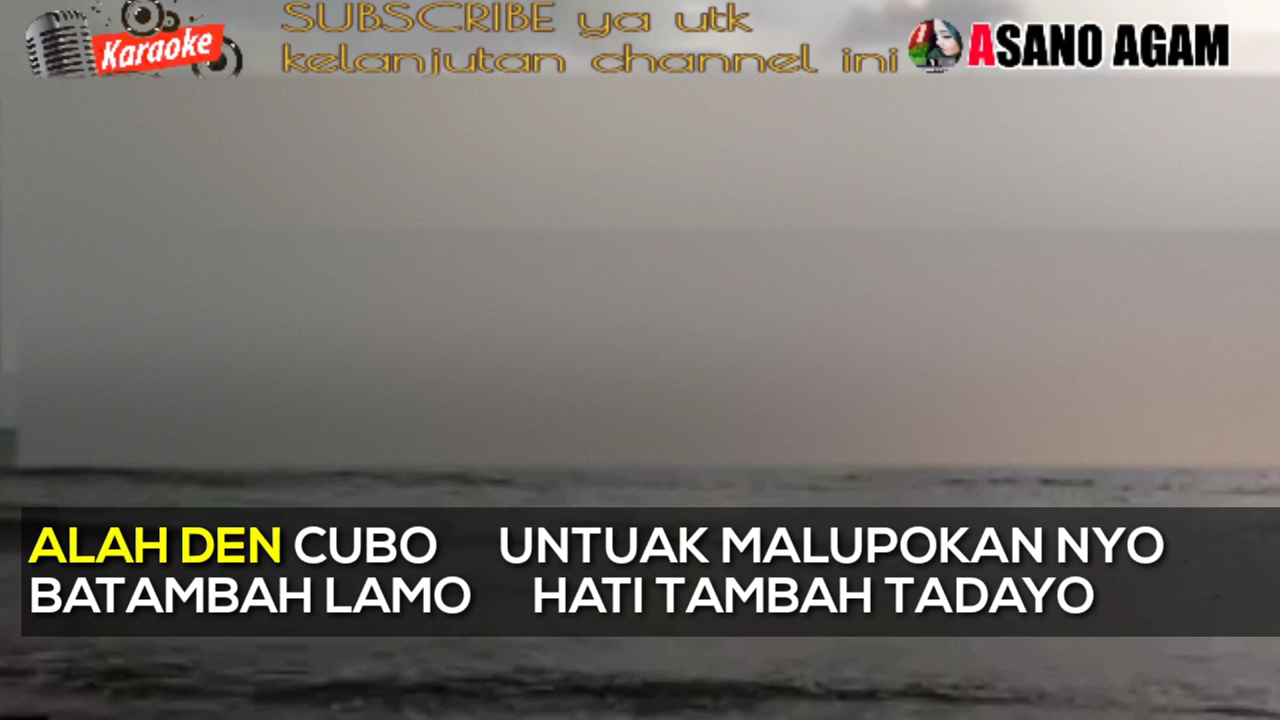 Karaoke
SUBSCRIBE ya utk
kelanjutan channel ini
ASANO AGAM
ALAH DEN CUBO UNTUAK MALUPOKAN NYO
BATAMBAH LAMO HATI TAMBAH TADAYO